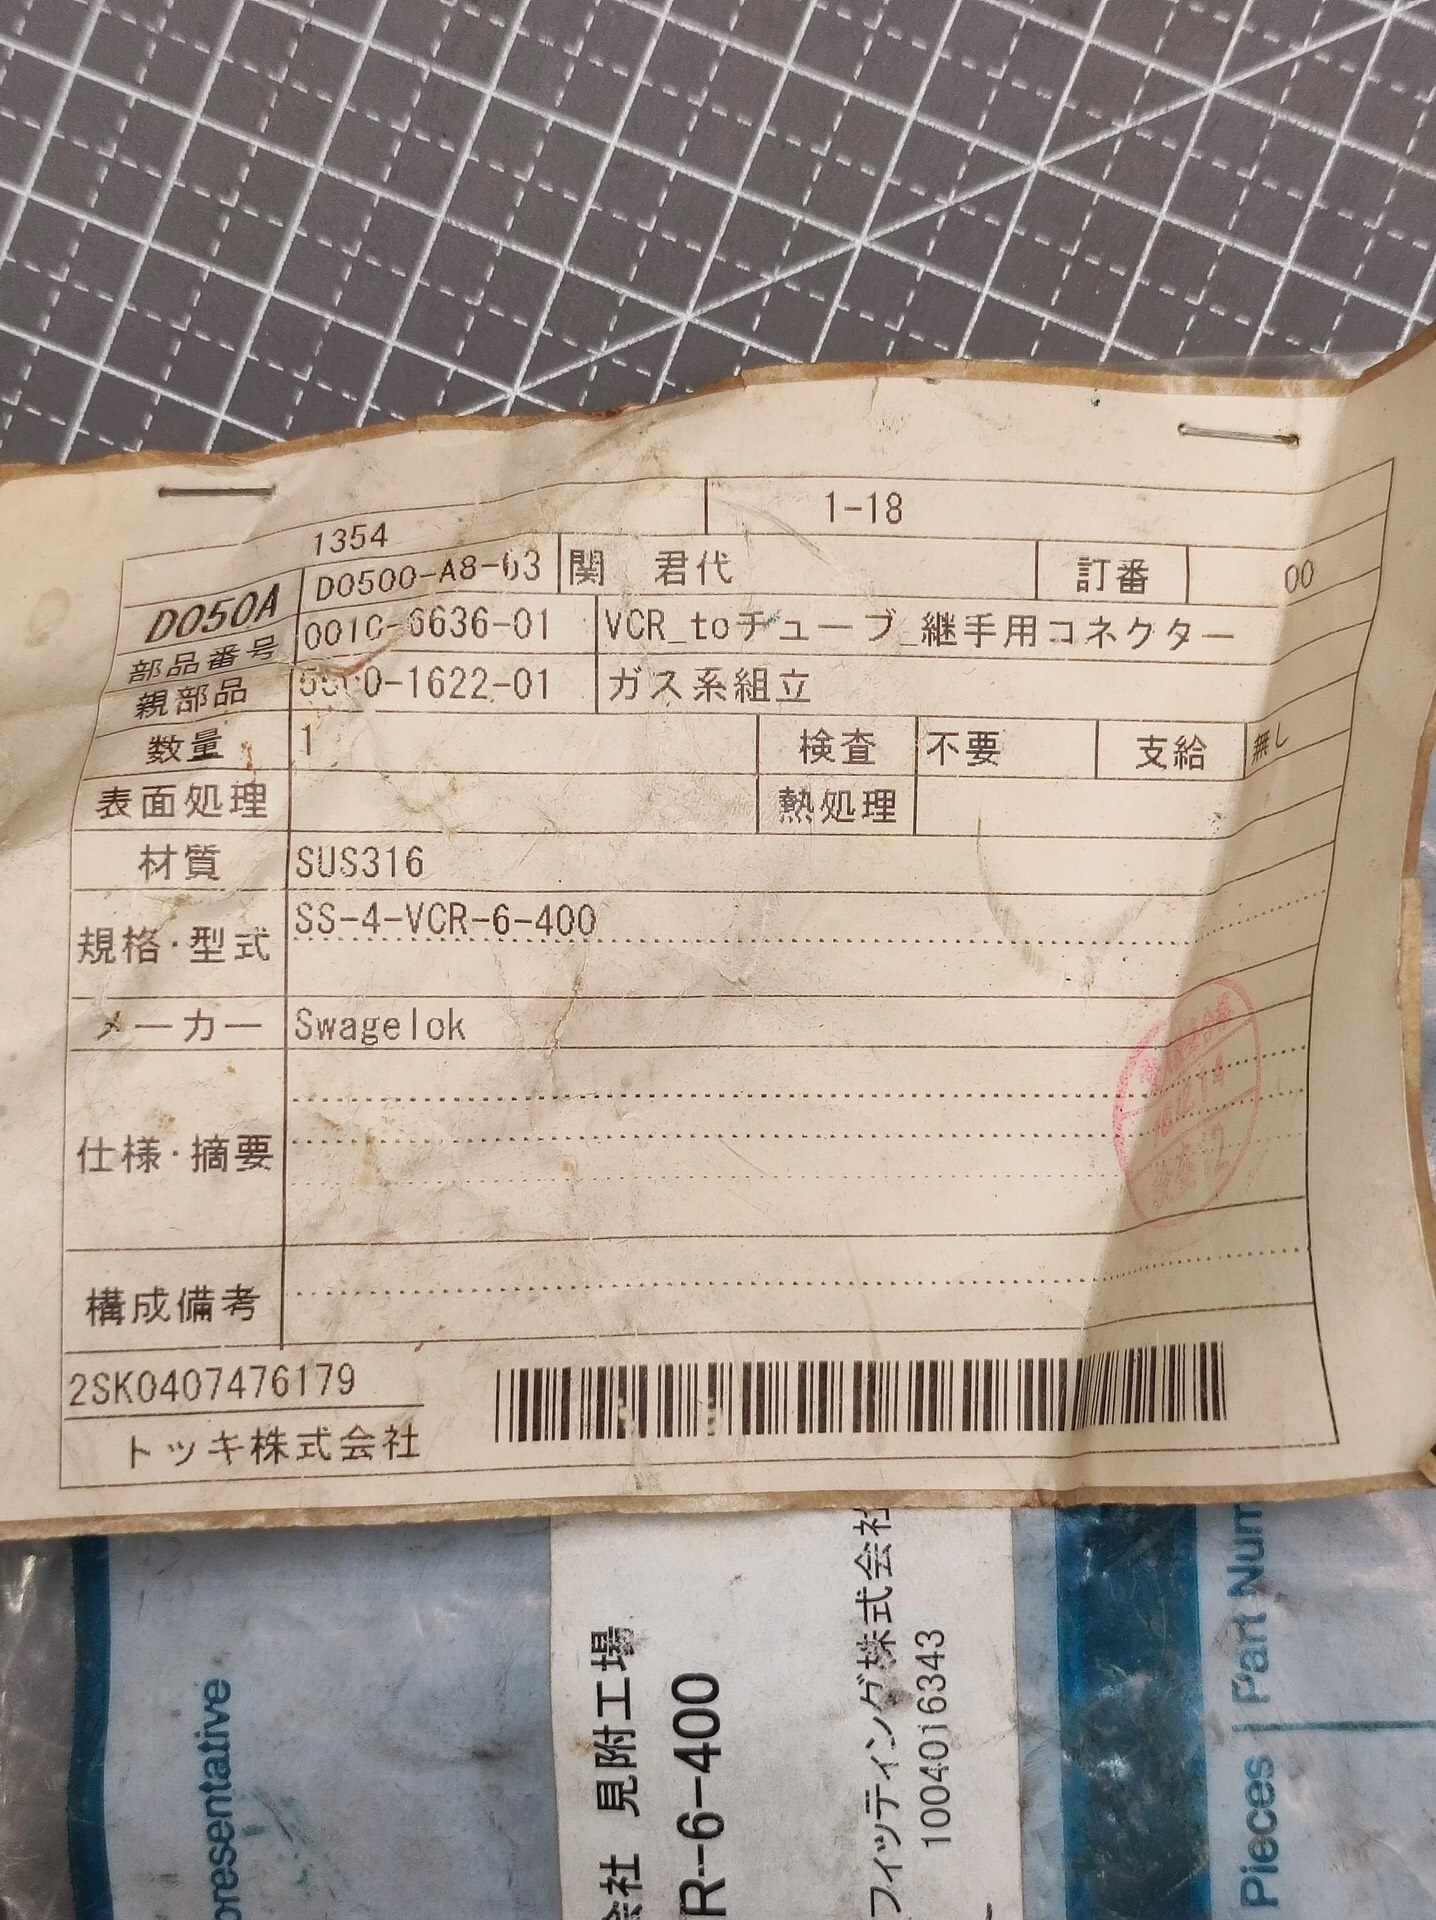 1354 1-18
D050A D0500-A8-03 関 君代 訂番 00
部品番号 0010-6636-01 VCR_toチューブ_継手用コネクター
親部品 0-1622-01 ガス系組立
数量 1 検査 不要 支給 無し
表面処理 熱処理
材質 SUS316
規格・型式 SS-4-VCR-6-400
メーカー Swagelok
仕様・摘要
構成備考
2SK0407476179
トッキ株式会社
presentative
会社 見附工場
R-6-400
フィッティング株式会社
1004016343
Pieces Part Num